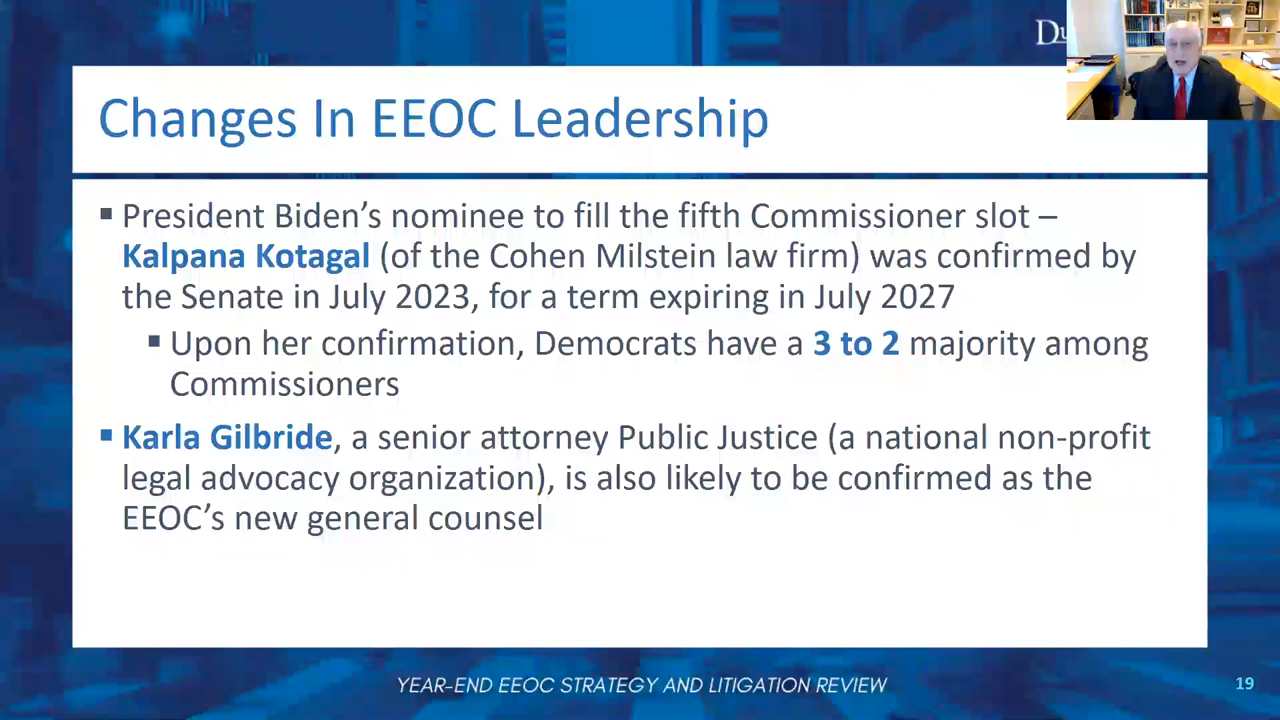 Changes In EEOC Leadership
▪ President Biden’s nominee to fill the fifth Commissioner slot –
Kalpana Kotagal (of the Cohen Milstein law firm) was confirmed by
the Senate in July 2023, for a term expiring in July 2027
▪ Upon her confirmation, Democrats have a 3 to 2 majority among
Commissioners
▪ Karla Gilbride, a senior attorney Public Justice (a national non-profit
legal advocacy organization), is also likely to be confirmed as the
EEOC’s new general counsel
YEAR-END EEOC STRATEGY AND LITIGATION REVIEW
19